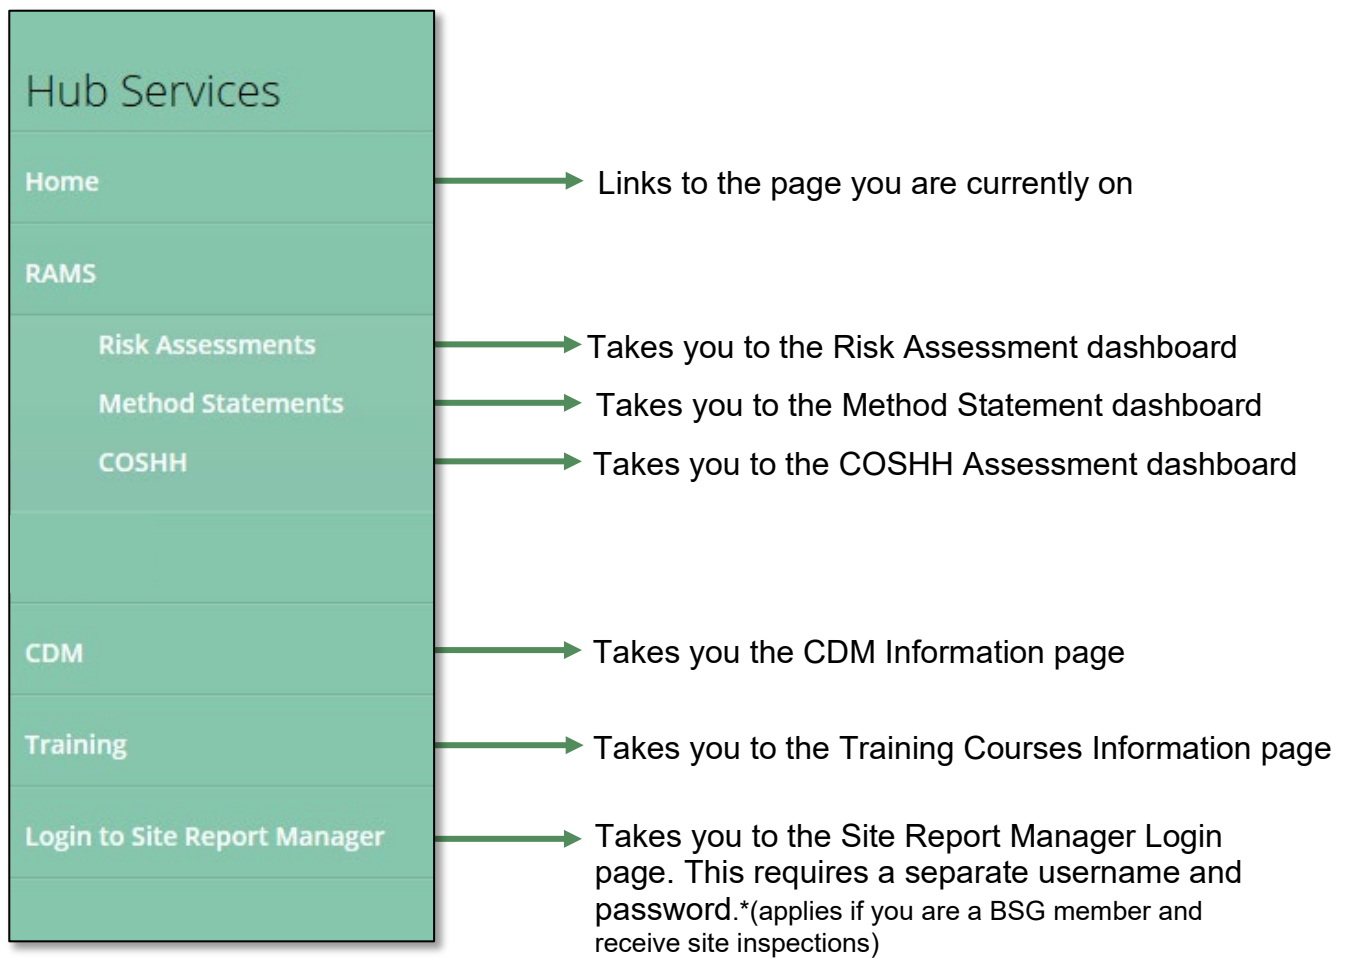 Hub Services
Home
Links to the page you are currently on
RAMS
Risk Assessments
Takes you to the Risk Assessment dashboard
Method Statements
Takes you to the Method Statement dashboard
COSHH
Takes you to the COSHH Assessment dashboard
CDM
Takes you the CDM Information page
Training
Takes you to the Training Courses Information page
Login to Site Report Manager
Takes you to the Site Report Manager Login
page. This requires a separate username and
password.*(applies if you are a BSG member and
receive site inspections)